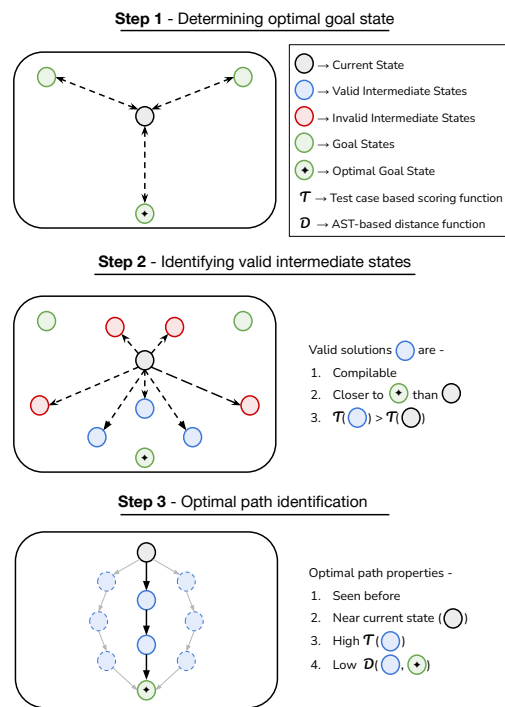 Step 1 - Determining optimal goal state
→ Current State
→ Valid Intermediate States
→ Invalid Intermediate States
→ Goal States
→ Optimal Goal State
𝒯 → Test case based scoring function
𝒟 → AST-based distance function
Step 2 - Identifying valid intermediate states
Valid solutions are -
1. Compilable
2. Closer to than
3. 𝒯( ) > 𝒯( )
Step 3 - Optimal path identification
Optimal path properties -
1. Seen before
2. Near current state ( )
3. High 𝒯( )
4. Low 𝒟( , )